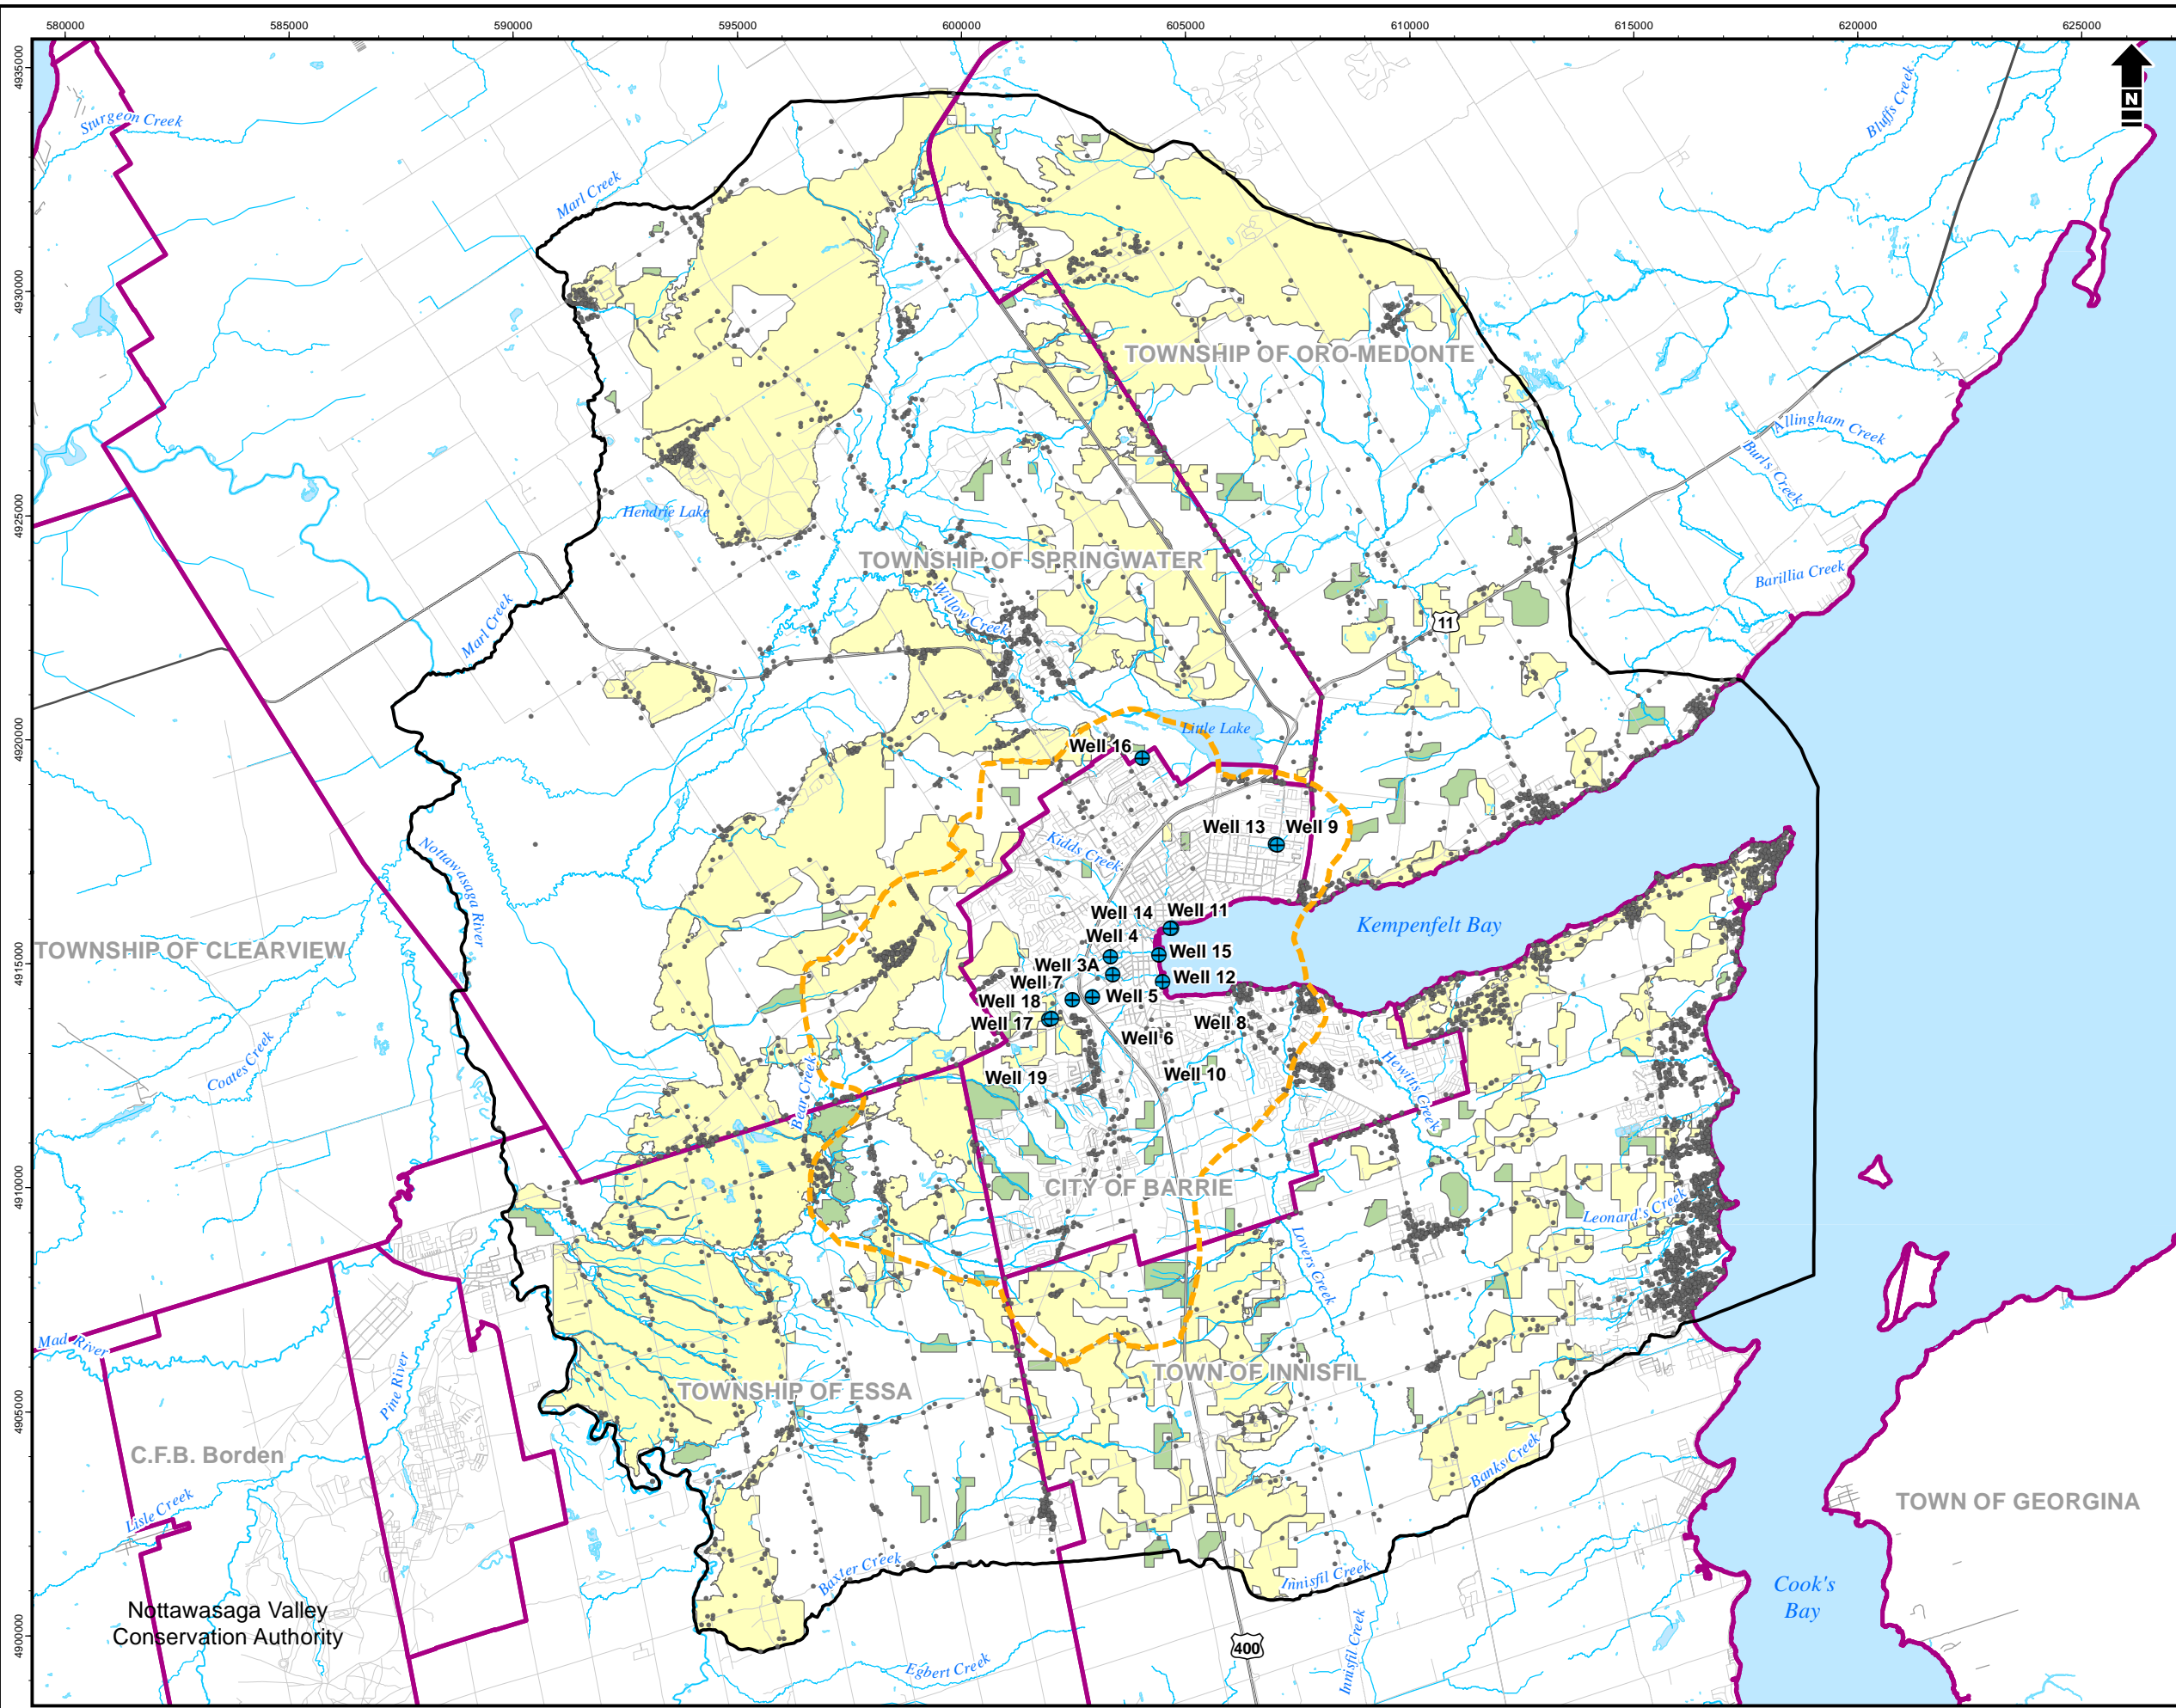 580000 585000 590000 595000 600000 605000 610000 615000 620000 625000
4935000
4930000
4925000
4920000
4915000
4910000
4905000
4900000
N
Sturgeon Creek
Bluffs Creek
Marl Creek
TOWNSHIP OF ORO-MEDONTE
Allingham Creek
Burl's Creek
Hendrie Lake
TOWNSHIP OF SPRINGWATER
Barillia Creek
Willow Creek
Marl Creek
11
Little Lake
Well 16
Well 13
Well 9
Kidds Creek
Nottawasaga River
Well 14
Well 11
Kempenfelt Bay
Well 4
TOWNSHIP OF CLEARVIEW
Well 15
Well 3A
Well 12
Well 7
Well 5
Well 18
Well 17
Well 8
Well 6
Coates Creek
Well 10
Well 19
Hewitts Creek
Bear Creek
CITY OF BARRIE
Leonard's Creek
Lovers Creek
Mad River
TOWN OF INNISFIL
Pine River
TOWNSHIP OF ESSA
C.F.B. Borden
Banks Creek
Lisle Creek
TOWN OF GEORGINA
Baxter Creek
Innisfil Creek
Cook's
Bay
Nottawasaga Valley
Conservation Authority
Innisfil Creek
400
Egbert Creek